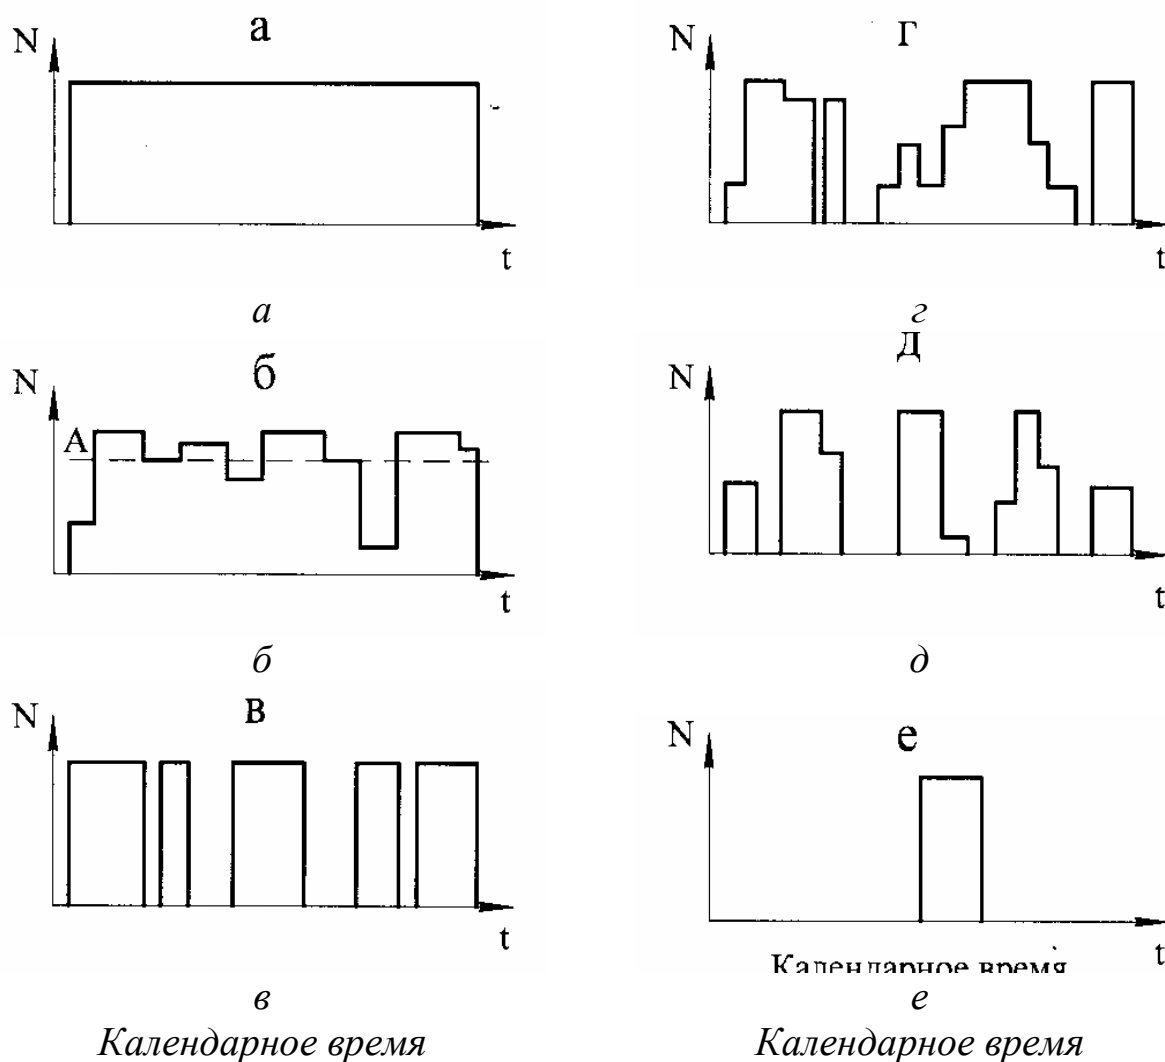 а
N
t
а
б
N
А
t
б
в
N
t
в
Календарное время
г
N
t
г
д
N
t
д
е
N
t
Календарное время
е
Календарное время